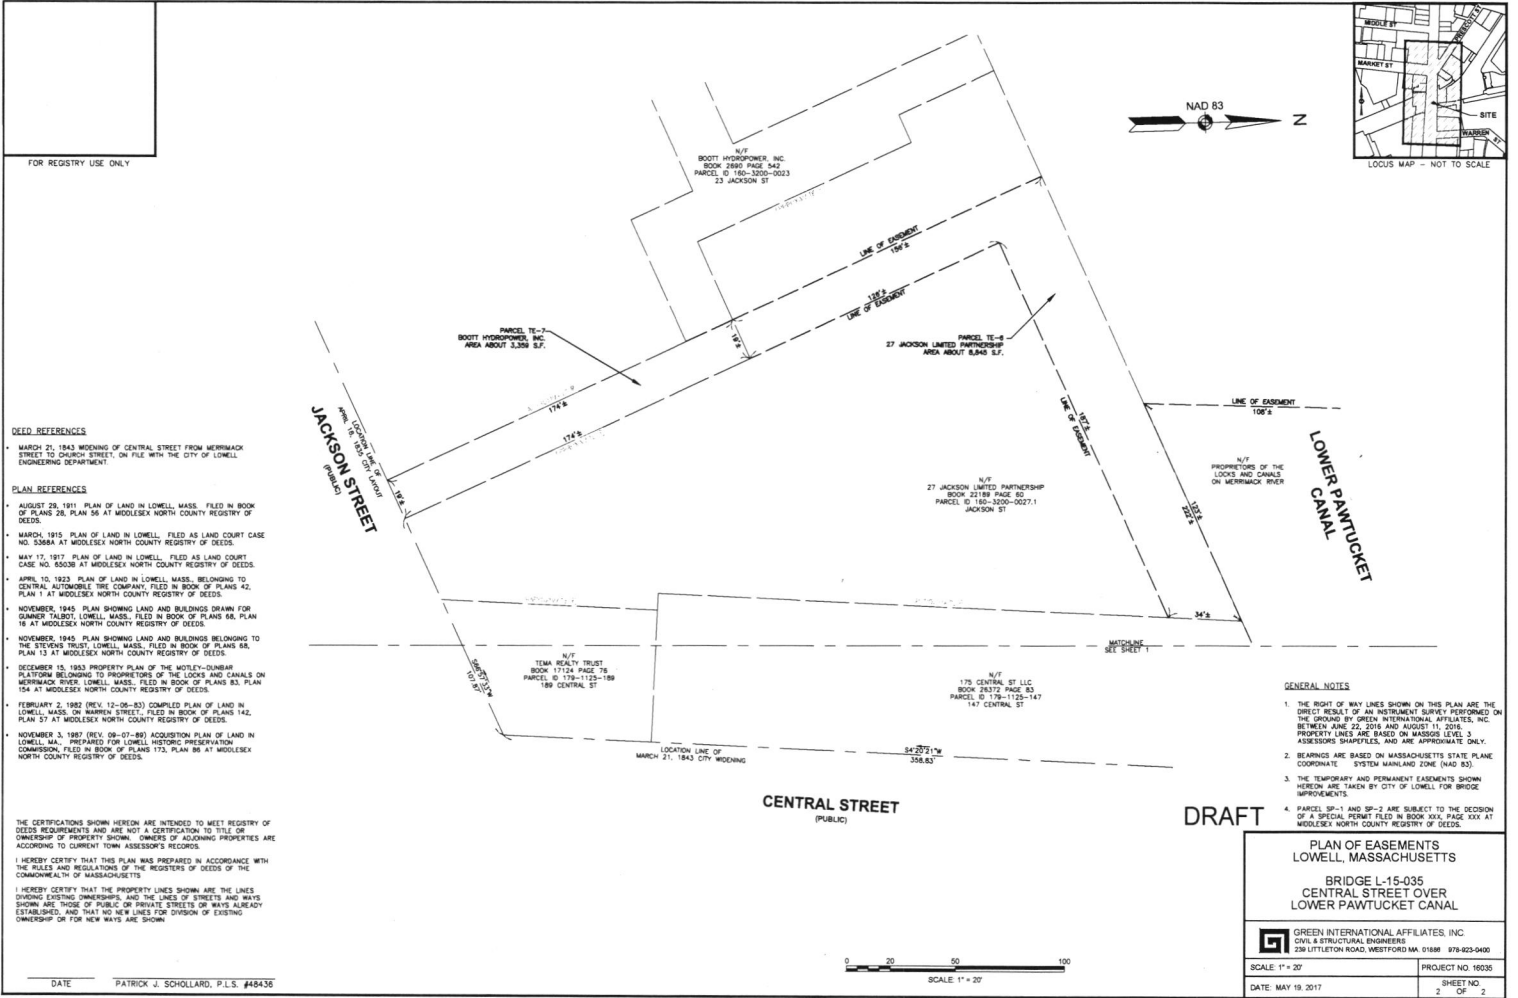 FOR REGISTRY USE ONLY
DEED REFERENCES
• MARCH 21, 1843 WIDENING OF CENTRAL STREET FROM MERRIMACK
STREET TO CHURCH STREET, ON FILE WITH THE CITY OF LOWELL
ENGINEERING DEPARTMENT.
PLAN REFERENCES
• AUGUST 29, 1911 PLAN OF LAND IN LOWELL, MASS. FILED IN BOOK
OF PLANS 28, PLAN 56 AT MIDDLESEX NORTH COUNTY REGISTRY OF
DEEDS.
• MARCH, 1915 PLAN OF LAND IN LOWELL, FILED AS LAND COURT CASE
NO. 5368A AT MIDDLESEX NORTH COUNTY REGISTRY OF DEEDS.
• MAY 17, 1917 PLAN OF LAND IN LOWELL, FILED AS LAND COURT
CASE NO. 6503B AT MIDDLESEX NORTH COUNTY REGISTRY OF DEEDS.
• APRIL 10, 1923 PLAN OF LAND IN LOWELL, MASS., BELONGING TO
CENTRAL AUTOMOBILE TIRE COMPANY, FILED IN BOOK OF PLANS 42,
PLAN 1 AT MIDDLESEX NORTH COUNTY REGISTRY OF DEEDS.
• NOVEMBER, 1945 PLAN SHOWING LAND AND BUILDINGS DRAWN FOR
GUMNER TALBOT, LOWELL, MASS., FILED IN BOOK OF PLANS 68, PLAN
16 AT MIDDLESEX NORTH COUNTY REGISTRY OF DEEDS.
• NOVEMBER, 1945 PLAN SHOWING LAND AND BUILDINGS BELONGING TO
THE STEVENS TRUST, LOWELL, MASS., FILED IN BOOK OF PLANS 68,
PLAN 13 AT MIDDLESEX NORTH COUNTY REGISTRY OF DEEDS.
• DECEMBER 15, 1953 PROPERTY PLAN OF THE MOTLEY-DUNBAR
PLATFORM BELONGING TO PROPRIETORS OF THE LOCKS AND CANALS ON
MERRIMACK RIVER, LOWELL, MASS., FILED IN BOOK OF PLANS 83, PLAN
154 AT MIDDLESEX NORTH COUNTY REGISTRY OF DEEDS.
• FEBRUARY 2, 1982 (REV. 12-06-83) COMPILED PLAN OF LAND IN
LOWELL, MASS. ON WARREN STREET., FILED IN BOOK OF PLANS 142,
PLAN 57 AT MIDDLESEX NORTH COUNTY REGISTRY OF DEEDS.
• NOVEMBER 3, 1987 (REV. 09-07-89) ACQUISITION PLAN OF LAND IN
LOWELL, MA., PREPARED FOR LOWELL HISTORIC PRESERVATION
COMMISSION, FILED IN BOOK OF PLANS 173, PLAN 86 AT MIDDLESEX
NORTH COUNTY REGISTRY OF DEEDS.
THE CERTIFICATIONS SHOWN HEREON ARE INTENDED TO MEET REGISTRY OF
DEEDS REQUIREMENTS AND ARE NOT A CERTIFICATION TO TITLE OR
OWNERSHIP OF PROPERTY SHOWN. OWNERS OF ADJOINING PROPERTIES ARE
ACCORDING TO CURRENT TOWN ASSESSOR'S RECORDS.
I HEREBY CERTIFY THAT THIS PLAN WAS PREPARED IN ACCORDANCE WITH
THE RULES AND REGULATIONS OF THE REGISTERS OF DEEDS OF THE
COMMONWEALTH OF MASSACHUSETTS
I HEREBY CERTIFY THAT THE PROPERTY LINES SHOWN ARE THE LINES
DIVIDING EXISTING OWNERSHIPS, AND THE LINES OF STREETS AND WAYS
SHOWN ARE THOSE OF PUBLIC OR PRIVATE STREETS OR WAYS ALREADY
ESTABLISHED, AND THAT NO NEW LINES FOR DIVISION OF EXISTING
OWNERSHIP OR FOR NEW WAYS ARE SHOWN
DATE
PATRICK J. SCHOLLARD, P.L.S. #48436
N/F
BOOTT HYDROPOWER, INC.
BOOK 2690 PAGE 542
PARCEL ID 160-3200-0023
23 JACKSON ST
LINE OF EASEMENT
156'±
128'±
LINE OF EASEMENT
PARCEL TE-7
BOOTT HYDROPOWER, INC.
AREA ABOUT 3,359 S.F.
19'±
PARCEL TE-6
27 JACKSON LIMITED PARTNERSHIP
AREA ABOUT 8,848 S.F.
174'±
174'±
19'±
JACKSON STREET
(PUBLIC)
LOCATION LINE OF
APRIL 18, 1835 CITY LAYOUT
187'±
LINE OF EASEMENT
LINE OF EASEMENT
108'±
N/F
PROPRIETORS OF THE
LOCKS AND CANALS
ON MERRIMACK RIVER
LOWER PAWTUCKET
CANAL
N/F
27 JACKSON LIMITED PARTNERSHIP
BOOK 22189 PAGE 60
PARCEL ID 160-3200-0027.1
JACKSON ST
123'±
222'±
34'±
MATCHLINE
SEE SHEET 1
N/F
TEMA REALTY TRUST
BOOK 17124 PAGE 76
PARCEL ID 179-1125-189
189 CENTRAL ST
107.87'
N/F
175 CENTRAL ST LLC
BOOK 26372 PAGE 83
PARCEL ID 179-1125-147
147 CENTRAL ST
LOCATION LINE OF
MARCH 21, 1843 CITY WIDENING
S4°20'21"W
358.83'
CENTRAL STREET
(PUBLIC)
0 20 50 100
SCALE: 1" = 20'
NAD 83
N
MIDDLE ST
PRESCOTT ST
MARKET ST
SITE
WARREN ST
LOCUS MAP - NOT TO SCALE
GENERAL NOTES
1. THE RIGHT OF WAY LINES SHOWN ON THIS PLAN ARE THE
DIRECT RESULT OF AN INSTRUMENT SURVEY PERFORMED ON
THE GROUND BY GREEN INTERNATIONAL AFFILIATES, INC.
BETWEEN JUNE 22, 2016 AND AUGUST 11, 2016.
PROPERTY LINES ARE BASED ON MASSGIS LEVEL 3
ASSESSORS SHAPEFILES, AND ARE APPROXIMATE ONLY.
2. BEARINGS ARE BASED ON MASSACHUSETTS STATE PLANE
COORDINATE SYSTEM MAINLAND ZONE (NAD 83).
3. THE TEMPORARY AND PERMANENT EASEMENTS SHOWN
HEREON ARE TAKEN BY CITY OF LOWELL FOR BRIDGE
IMPROVEMENTS.
4. PARCEL SP-1 AND SP-2 ARE SUBJECT TO THE DECISION
OF A SPECIAL PERMIT FILED IN BOOK XXX, PAGE XXX AT
MIDDLESEX NORTH COUNTY REGISTRY OF DEEDS.
DRAFT
PLAN OF EASEMENTS
LOWELL, MASSACHUSETTS
BRIDGE L-15-035
CENTRAL STREET OVER
LOWER PAWTUCKET CANAL
GREEN INTERNATIONAL AFFILIATES, INC.
CIVIL & STRUCTURAL ENGINEERS
239 LITTLETON ROAD, WESTFORD MA. 01886 978-923-0400
SCALE: 1" = 20'
PROJECT NO. 16035
DATE: MAY 19, 2017
SHEET NO.
2 OF 2